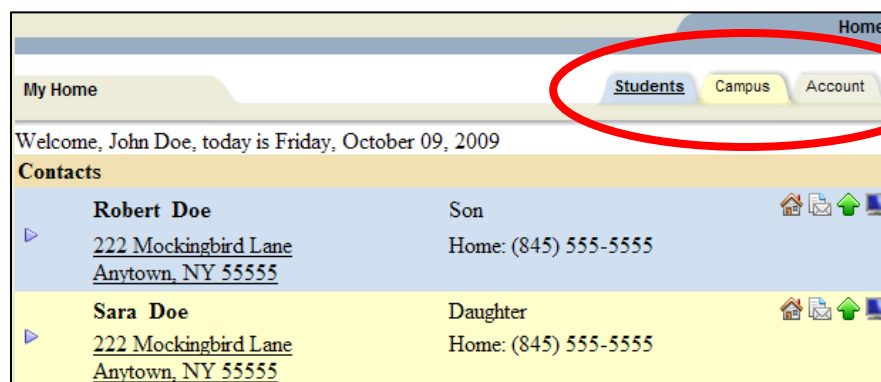 Home
My Home
Students Campus Account
Welcome, John Doe, today is Friday, October 09, 2009
Contacts
Robert Doe Son
222 Mockingbird Lane Home: (845) 555-5555
Anytown, NY 55555
Sara Doe Daughter
222 Mockingbird Lane Home: (845) 555-5555
Anytown, NY 55555